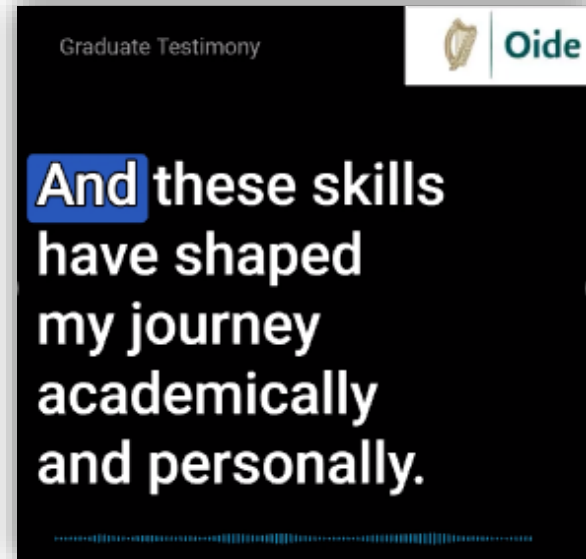 Graduate Testimony
Oide
And these skills
have shaped
my journey
academically
and personally.